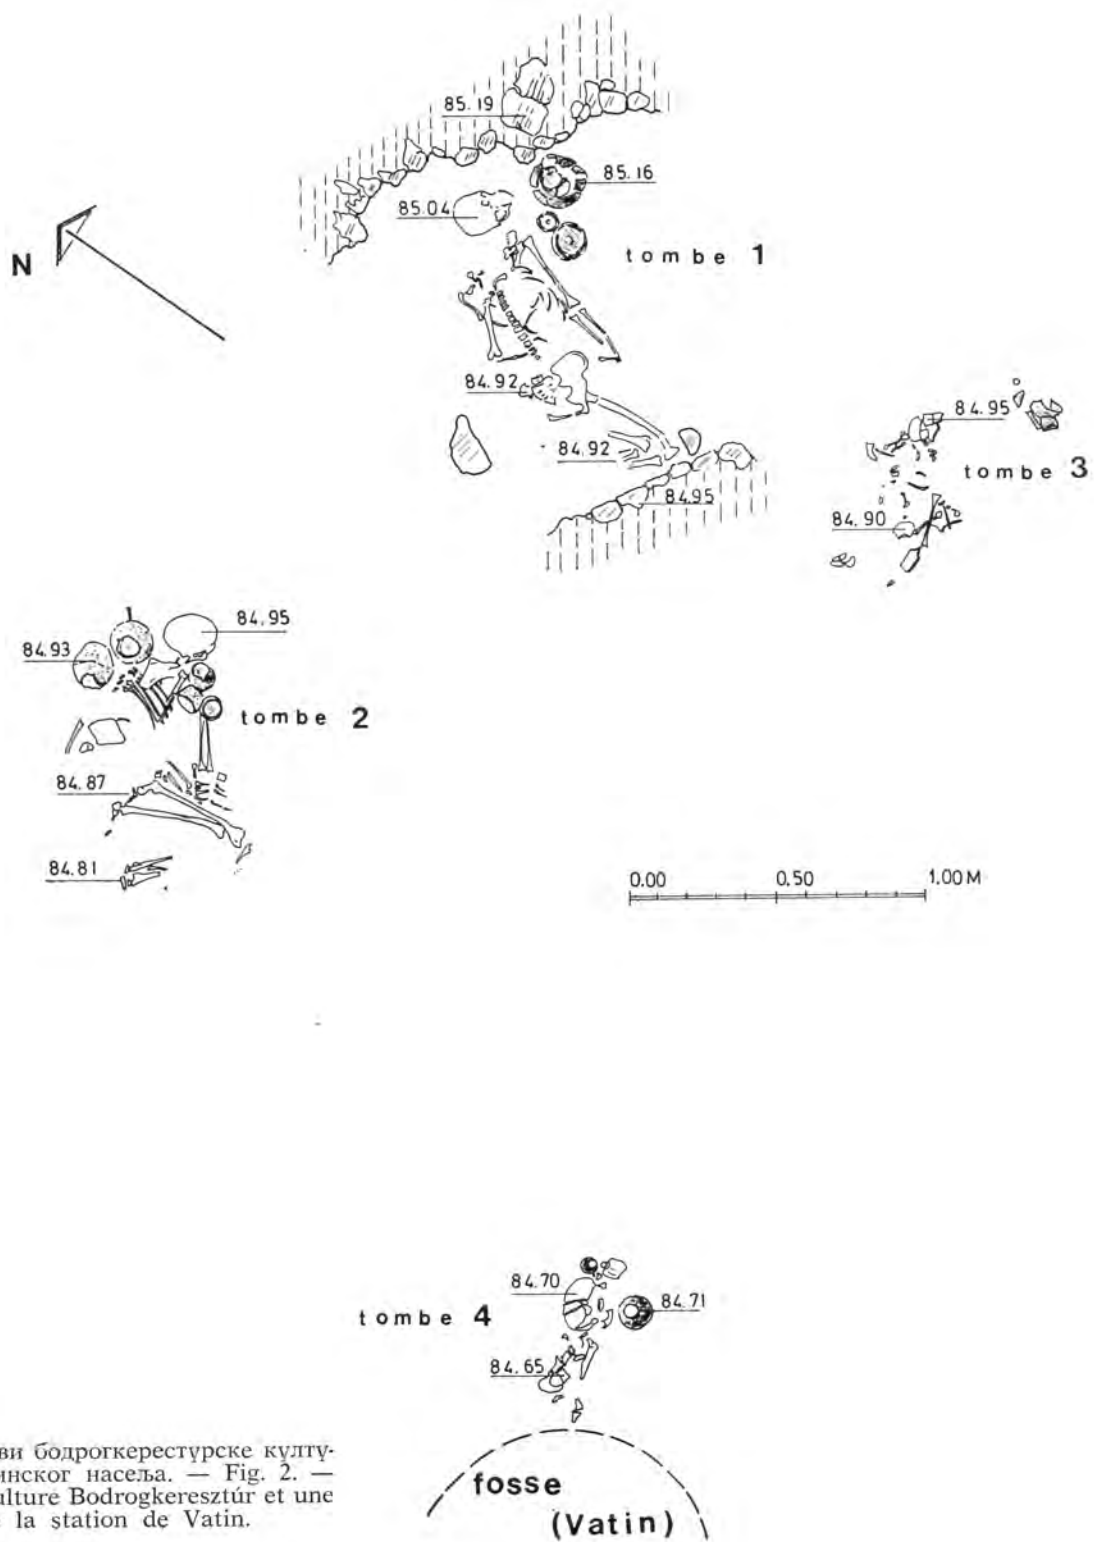 85.19
85.16
85.04
tombe 1
N
84.92
84.95
84.92
tombe 3
84.95
84.90
84.95
84.93
tombe 2
84.87
84.81
0.00 0.50 1.00 M
84.70
84.71
tombe 4
84.65
ви бодрогкерестурске култу-
инског насеља. — Fig. 2. —
ulture Bodrogkeresztúr et une
la station de Vatin.
fosse
(Vatin)